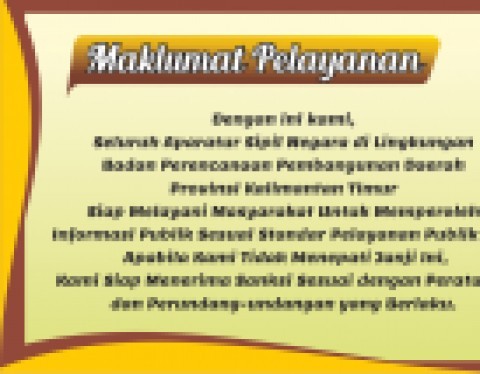 Maklumat Pelayanan
Dengan ini kami,
Seluruh Aparatur Sipil Negara di Lingkungan
Badan Perencanaan Pembangunan Daerah
Provinsi Kalimantan Timur
Siap Melayani Masyarakat Untuk Memperoleh
Informasi Publik Sesuai Standar Pelayanan Publik
Apabila Kami Tidak Menepati Janji Ini,
Kami Siap Menerima Sanksi Sesuai dengan Peratu
dan Perundang-undangan yang Berlaku.